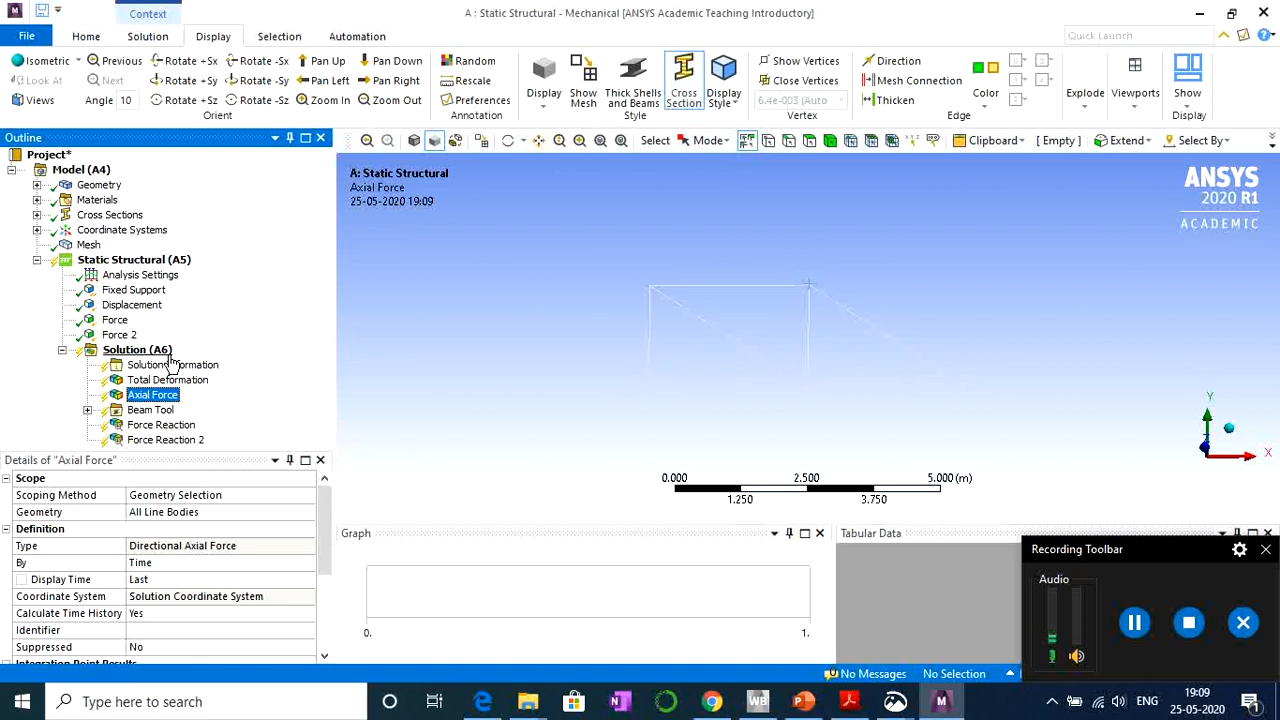 Context
A : Static Structural - Mechanical [ANSYS Academic Teaching Introductory]
File Home Solution Display Selection Automation
Quick Launch
Isometric Previous Rotate +Sx Rotate -Sx Pan Up Pan Down
Look At Next Rotate +Sy Rotate -Sy Pan Left Pan Right
Views Angle 10 Rotate +Sz Rotate -Sz Zoom In Zoom Out
Orient
Random
Rescale
Preferences
Annotation
Display
Show Mesh
Thick Shells and Beams
Cross Section
Display Style
Style
Show Vertices
Close Vertices
6.4e-003 (Auto
Vertex
Direction
Mesh Connection
Thicken
Color
Edge
Explode
Viewports
Show
Display
Outline
Select Mode Clipboard [ Empty ] Extend Select By
Project*
Model (A4)
Geometry
Materials
Cross Sections
Coordinate Systems
Mesh
Static Structural (A5)
Analysis Settings
Fixed Support
Displacement
Force
Force 2
Solution (A6)
Total Deformation
Axial Force
Beam Tool
Force Reaction
Force Reaction 2
A: Static Structural
Axial Force
25-05-2020 19:09
ANSYS
2020 R1
ACADEMIC
Y
X
0.000 2.500 5.000 (m)
1.250 3.750
Details of "Axial Force"
Scope
Scoping Method Geometry Selection
Geometry All Line Bodies
Definition
Type Directional Axial Force
By Time
Display Time Last
Coordinate System Solution Coordinate System
Calculate Time History Yes
Identifier
Suppressed No
Integration Point Results
Graph
0. 1.
Tabular Data
Recording Toolbar
Audio
No Messages No Selection
Type here to search
ENG
19:09
25-05-2020